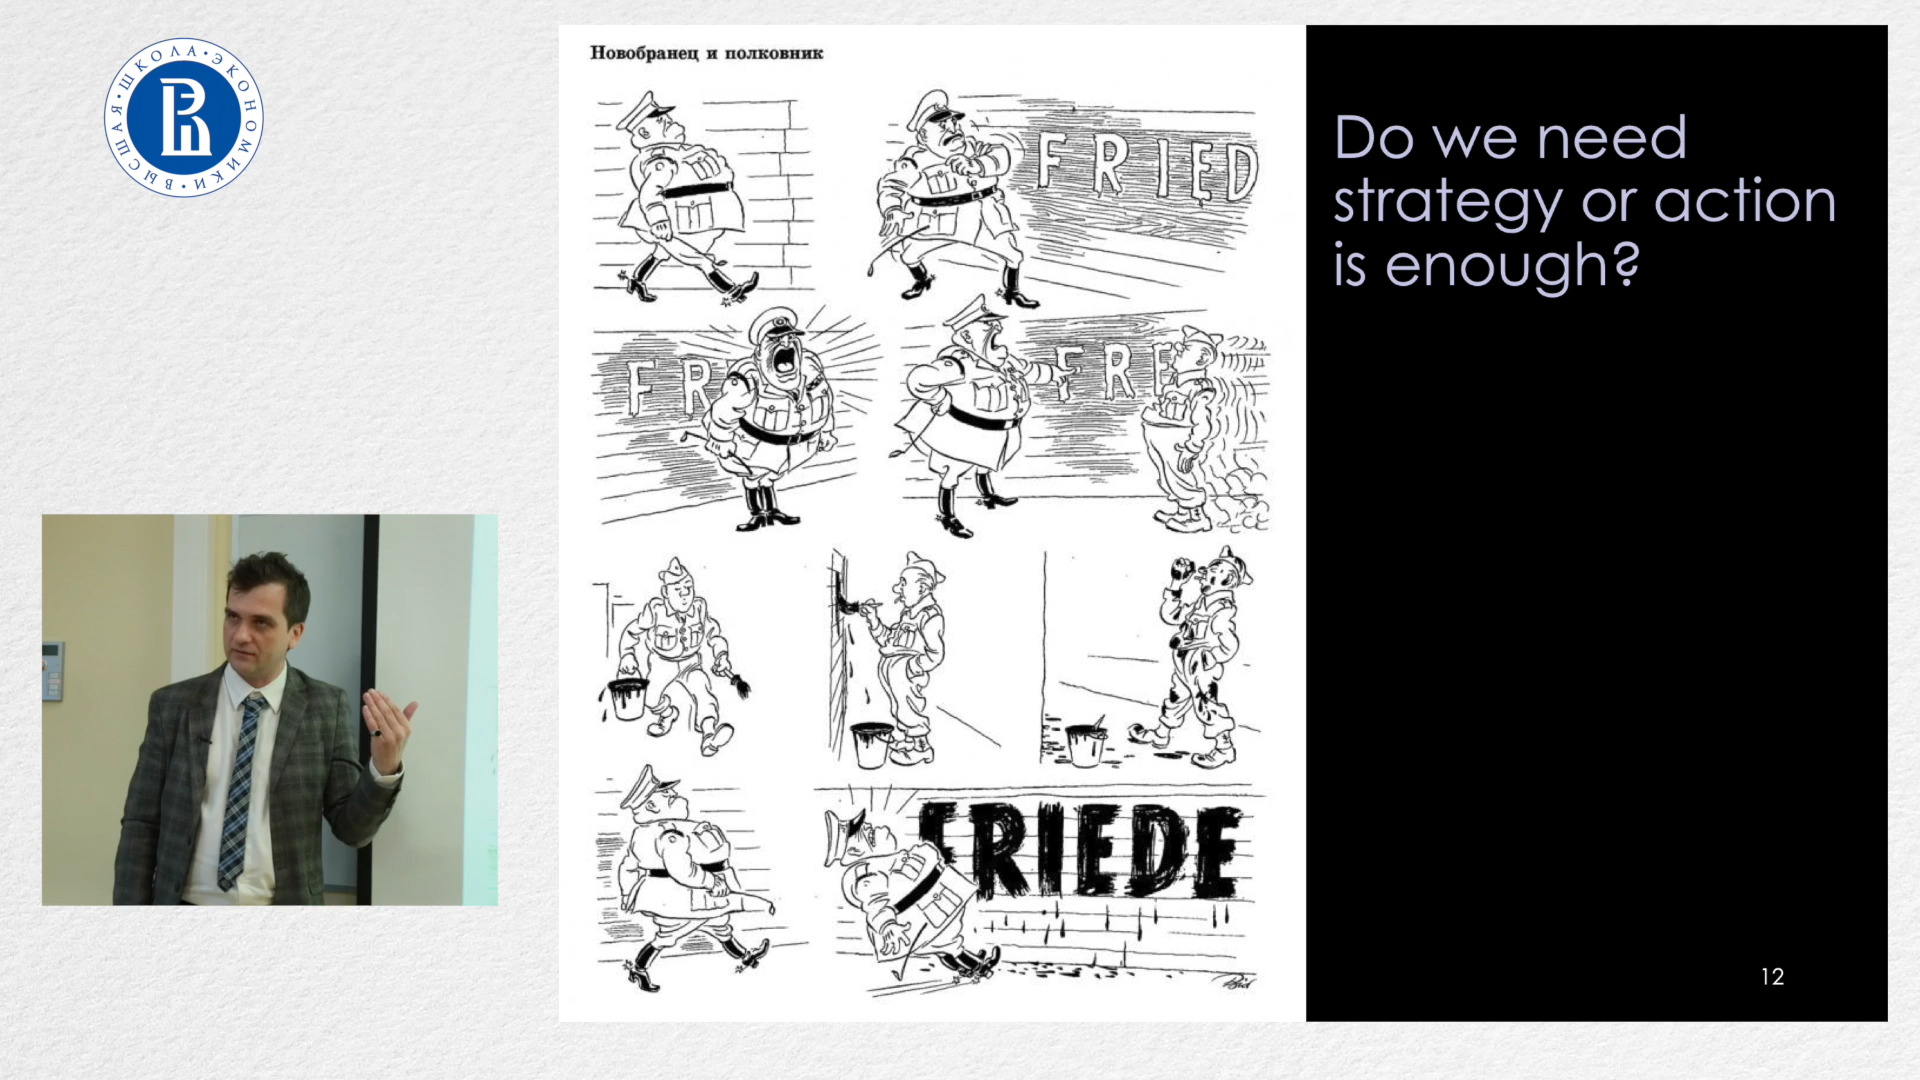 ВЫСШАЯ • ШКОЛА • ЭКОНОМИКИ •
Новобранец и полковник
FRIED
FR
FRE
FRIEDE
Do we need
strategy or action
is enough?
12